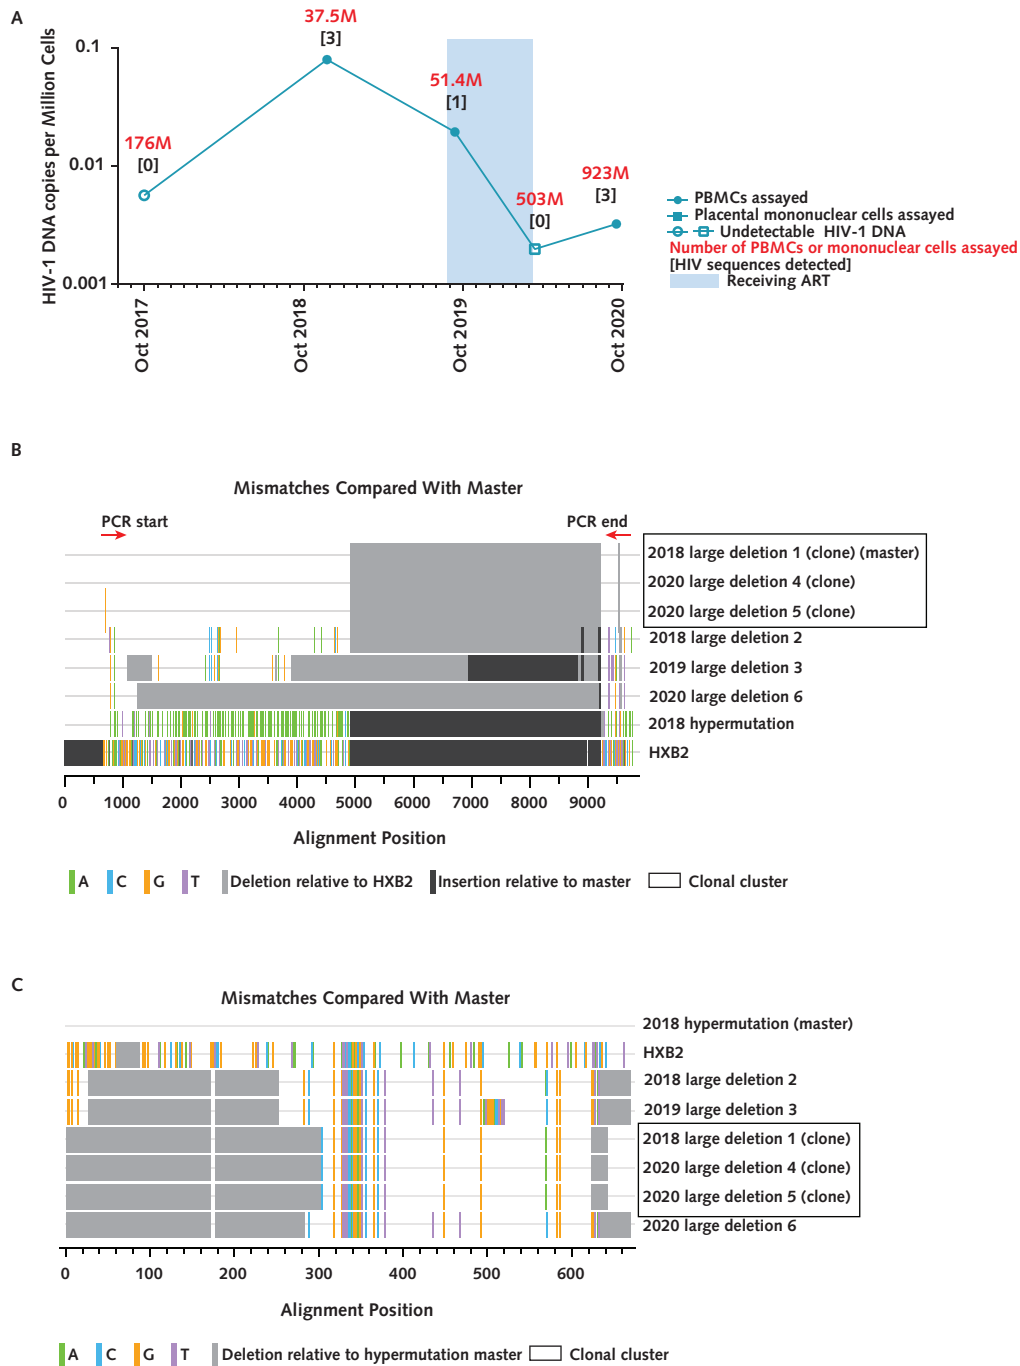 A
HIV-1 DNA copies per Million Cells
0.1
0.01
0.001
37.5M
[3]
51.4M
[1]
176M
[0]
503M
[0]
923M
[3]
Oct 2017
Oct 2018
Oct 2019
Oct 2020
PBMCs assayed
Placental mononuclear cells assayed
Undetectable HIV-1 DNA
Number of PBMCs or mononuclear cells assayed
[HIV sequences detected]
Receiving ART
B
Mismatches Compared With Master
PCR start
PCR end
2018 large deletion 1 (clone) (master)
2020 large deletion 4 (clone)
2020 large deletion 5 (clone)
2018 large deletion 2
2019 large deletion 3
2020 large deletion 6
2018 hypermutation
HXB2
0 1000 2000 3000 4000 5000 6000 7000 8000 9000
Alignment Position
A C G T Deletion relative to HXB2 Insertion relative to master Clonal cluster
C
Mismatches Compared With Master
2018 hypermutation (master)
HXB2
2018 large deletion 2
2019 large deletion 3
2018 large deletion 1 (clone)
2020 large deletion 4 (clone)
2020 large deletion 5 (clone)
2020 large deletion 6
0 100 200 300 400 500 600
Alignment Position
A C G T Deletion relative to hypermutation master Clonal cluster